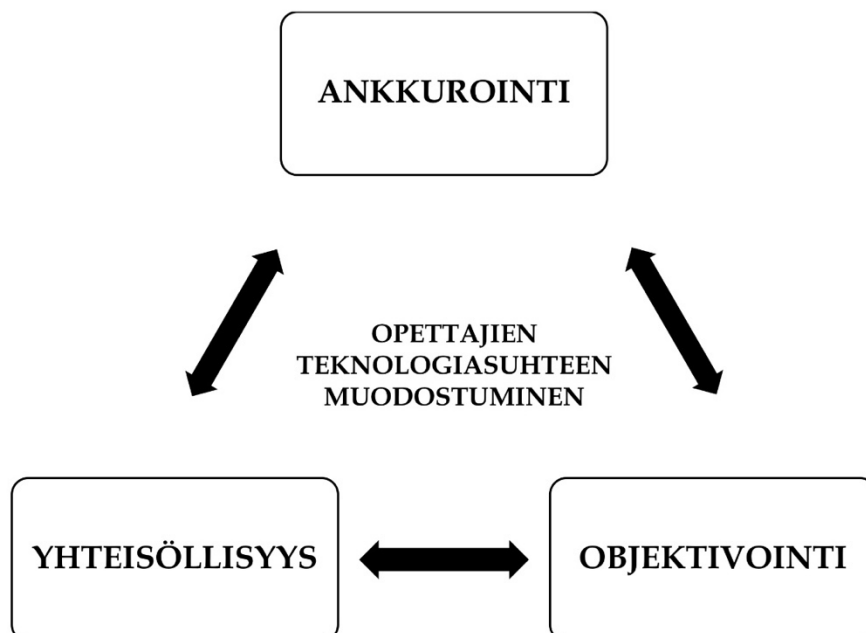 ANKKUROINTI
OPETTAJIEN
TEKNOLOGIASUHTEEN
MUODOSTUMINEN
YHTEISÖLLISYYS
OBJEKTIVOINTI